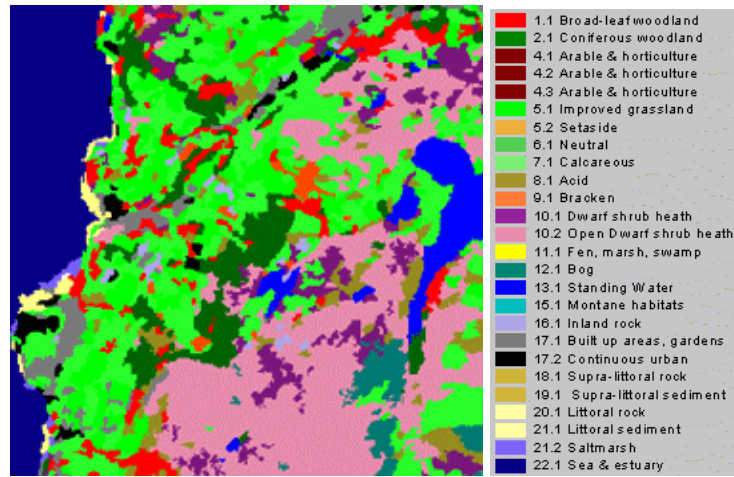 1.1 Broad-leafwoodland
2.1 Coniferous woodland
4.1 Arable & horticulture
4.2 Arable & horticulture
4.3 Arable & horticulture
5.1 Improved grassland
5.2 Setaside
6.1 Neutral
7.1 Calcareous
8.1 Acid
9.1 Bracken
10.1 Dwarf shrub heath
10.2 Open Dwarf shrub heath
11.1 Fen, marsh, swamp
12.1 Bog
13.1 Standing Water
15.1 Montane habitats
16.1 Inland rock
17.1 Built up areas, gardens
17.2 Continuous urban
18.1 Supra-littoral rock
19.1 Supra-littoral sediment
20.1 Littoral rock
21.1 Littoral sediment
21.2 Saltmarsh
22.1 Sea & estuary